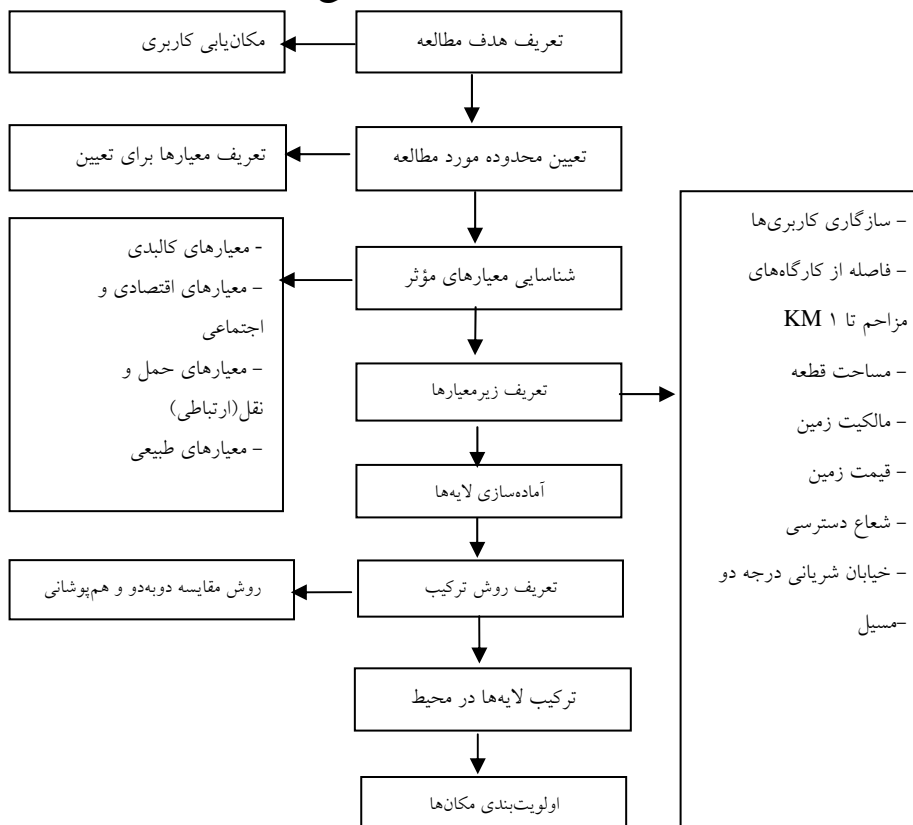 تعریف هدف مطالعه
مکان‌یابی کاربری
تعیین محدوده مورد مطالعه
تعریف معیارها برای تعیین
شناسایی معیارهای مؤثر
- معیارهای کالبدی
- معیارهای اقتصادی و
اجتماعی
- معیارهای حمل و
نقل(ارتباطی)
- معیارهای طبیعی
تعریف زیرمعیارها
- سازگاری کاربری‌ها
- فاصله از کارگاه‌های
مزاحم تا ۱ KM
- مساحت قطعه
- مالکیت زمین
- قیمت زمین
- شعاع دسترسی
- خیابان شریانی درجه دو
-مسیل
آماده‌سازی لایه‌ها
تعریف روش ترکیب
روش مقایسه دوبه‌دو و هم‌پوشانی
ترکیب لایه‌ها در محیط
اولویت‌بندی مکان‌ها